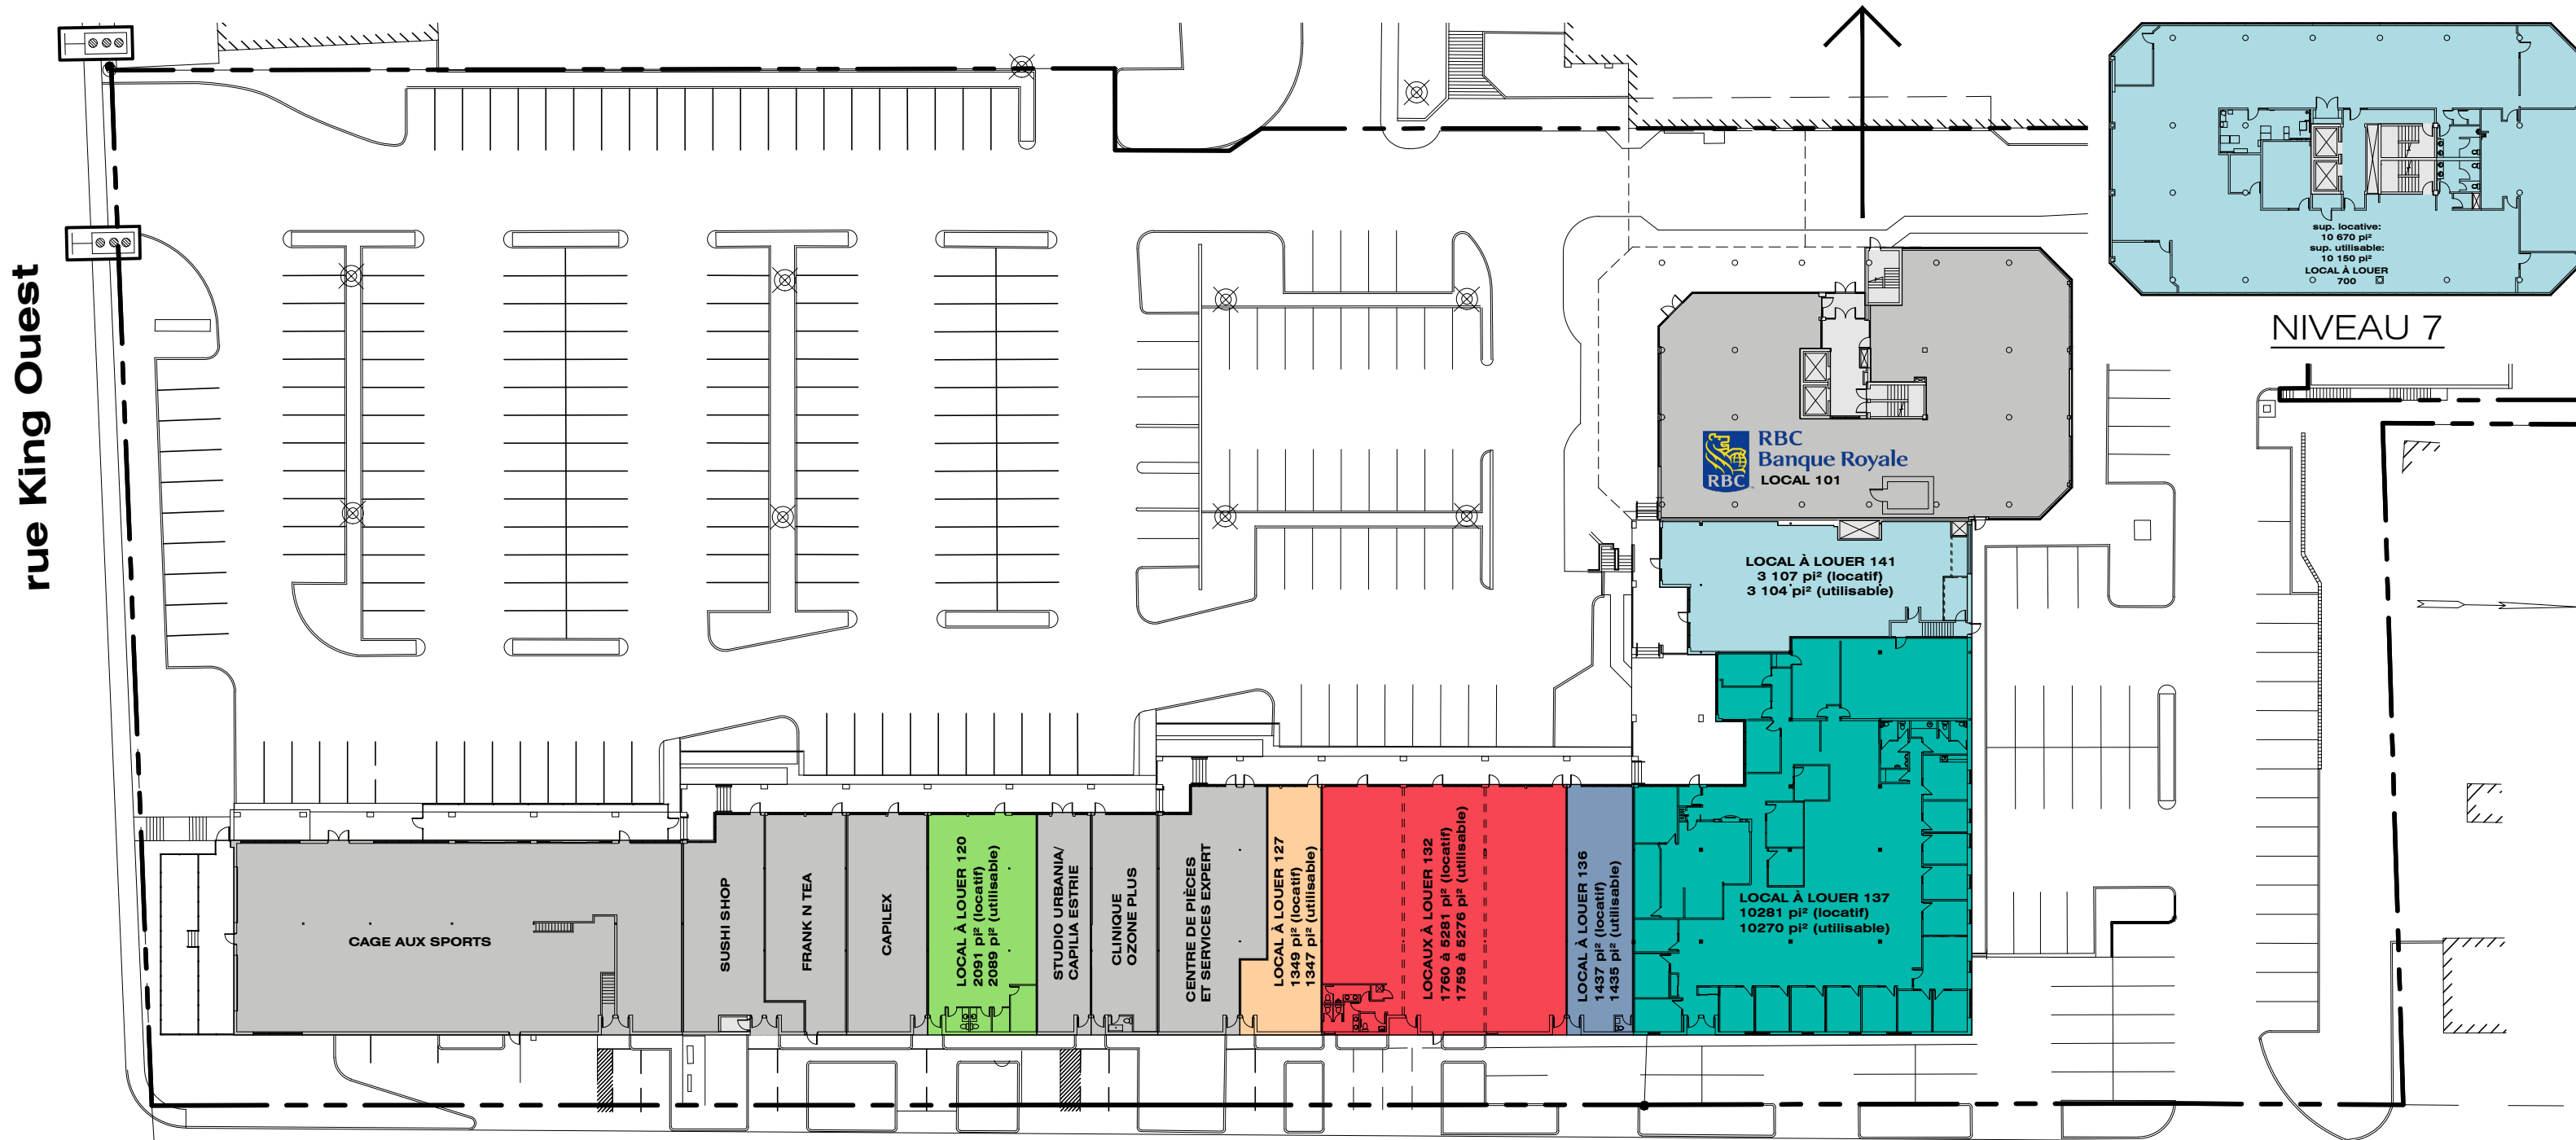 rue King Ouest
sup. locative:
10 670 pi²
sup. utilisable:
10 150 pi²
LOCAL À LOUER
700
NIVEAU 7
RBC
Banque Royale
RBC
LOCAL 101
LOCAL À LOUER 141
3 107 pi² (locatif)
3 104 pi² (utilisable)
CAGE AUX SPORTS
SUSHI SHOP
FRANK N TEA
CAPILEX
LOCAL À LOUER 120
2091 pi² (locatif)
2089 pi² (utilisable)
STUDIO URBANIA/
CAPILIA ESTRIE
CLINIQUE
OZONE PLUS
CENTRE DE PIÈCES
ET SERVICES EXPERT
LOCAL À LOUER 127
1349 pi² (locatif)
1347 pi² (utilisable)
LOCAUX À LOUER 132
1760 à 5281 pi² (locatif)
1759 à 5276 pi² (utilisable)
LOCAL À LOUER 136
1437 pi² (locatif)
1435 pi² (utilisable)
LOCAL À LOUER 137
10281 pi² (locatif)
10270 pi² (utilisable)